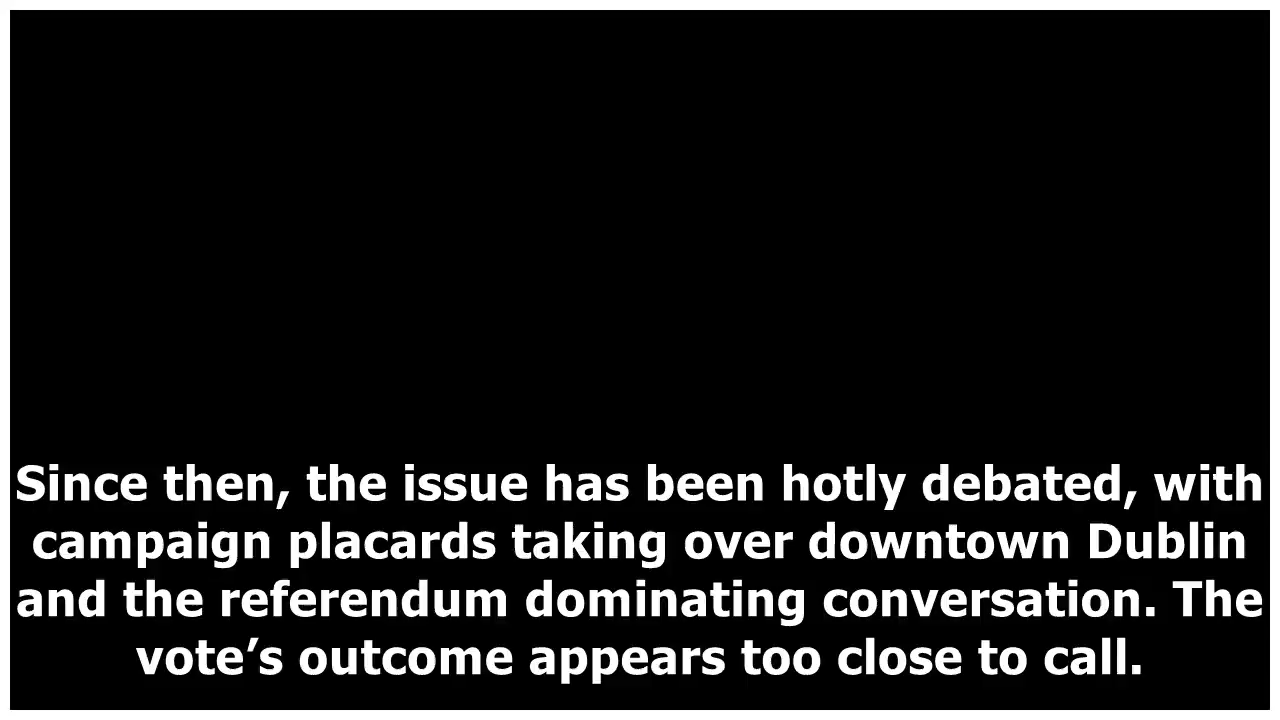 Since then, the issue has been hotly debated, with
campaign placards taking over downtown Dublin
and the referendum dominating conversation. The
vote’s outcome appears too close to call.